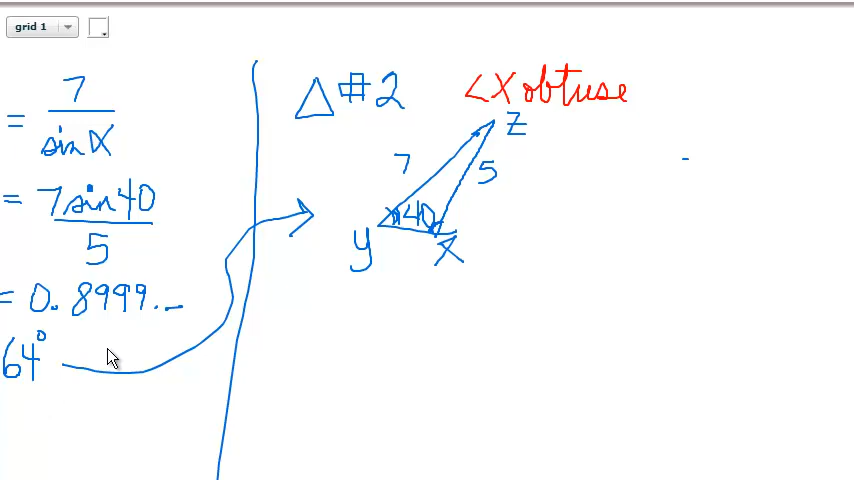 grid 1
= 7 / sin X
= 7 sin 40 / 5
= 0.8999...
64°
△ #2
<X obtuse
Z
7
5
40
Y
X